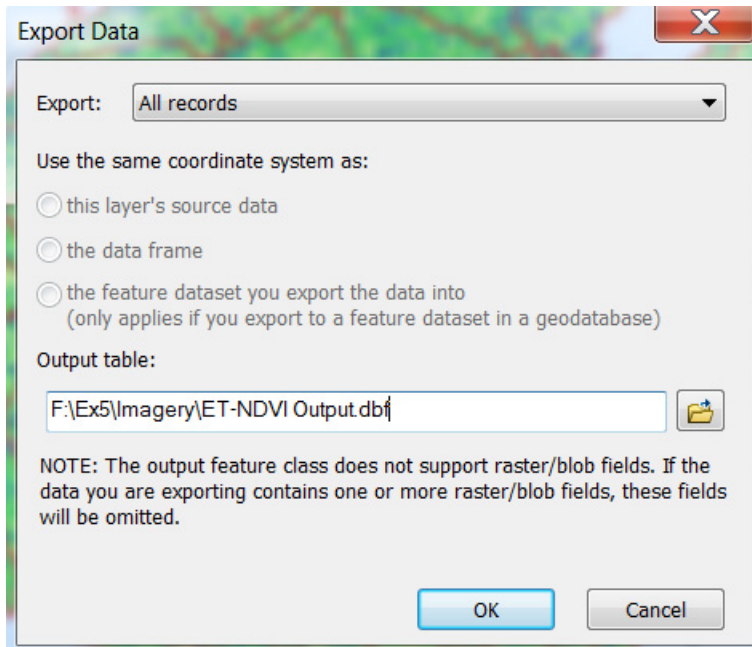 Export Data
Export: All records
Use the same coordinate system as:
this layer's source data
the data frame
the feature dataset you export the data into
(only applies if you export to a feature dataset in a geodatabase)
Output table:
F:\Ex5\Imagery\ET-NDVI Output.dbf
NOTE: The output feature class does not support raster/blob fields. If the
data you are exporting contains one or more raster/blob fields, these fields
will be omitted.
OK Cancel